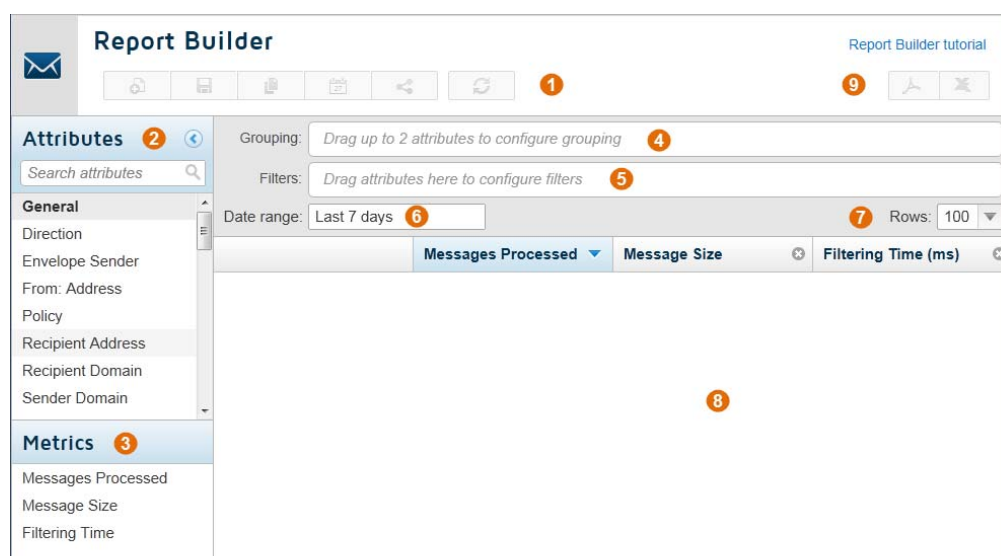 Report Builder
Report Builder tutorial
27
1
9
Attributes 2
Search attributes
General
Direction
Envelope Sender
From: Address
Policy
Recipient Address
Recipient Domain
Sender Domain
Metrics 3
Messages Processed
Message Size
Filtering Time
Grouping: Drag up to 2 attributes to configure grouping 4
Filters: Drag attributes here to configure filters 5
Date range: Last 7 days 6
7 Rows: 100
Messages Processed Message Size Filtering Time (ms)
8